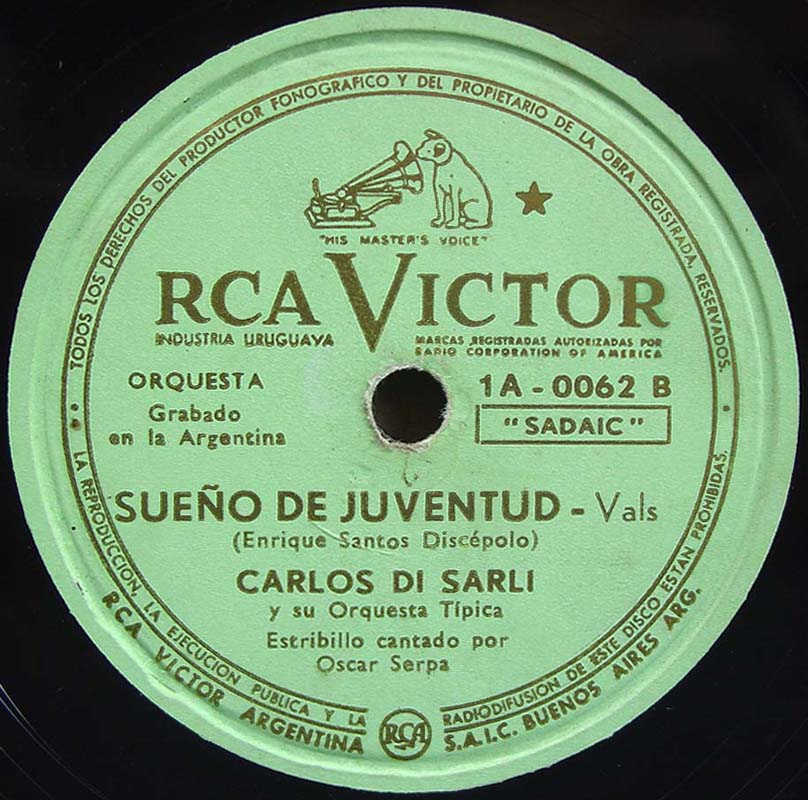 TODOS LOS DERECHOS DEL PRODUCTOR FONOGRAFICO Y DEL PROPIETARIO DE LA OBRA REGISTRADA, RESERVADOS.
"HIS MASTER'S VOICE"
RCA VICTOR
INDUSTRIA URUGUAYA
MARCAS REGISTRADAS AUTORIZADAS POR
RADIO CORPORATION OF AMERICA
ORQUESTA
1A-0062 B
Grabado
en la Argentina
"SADAIC"
SUEÑO DE JUVENTUD - Vals
(Enrique Santos Discépolo)
CARLOS DI SARLI
y su Orquesta Típica
Estribillo cantado por
Oscar Serpa
LA REPRODUCCION, LA EJECUCION PUBLICA Y LA RADIODIFUSION DE ESTE DISCO ESTAN PROHIBIDAS.
RCA VICTOR ARGENTINA RCA S.A.I.C. BUENOS AIRES ARG.